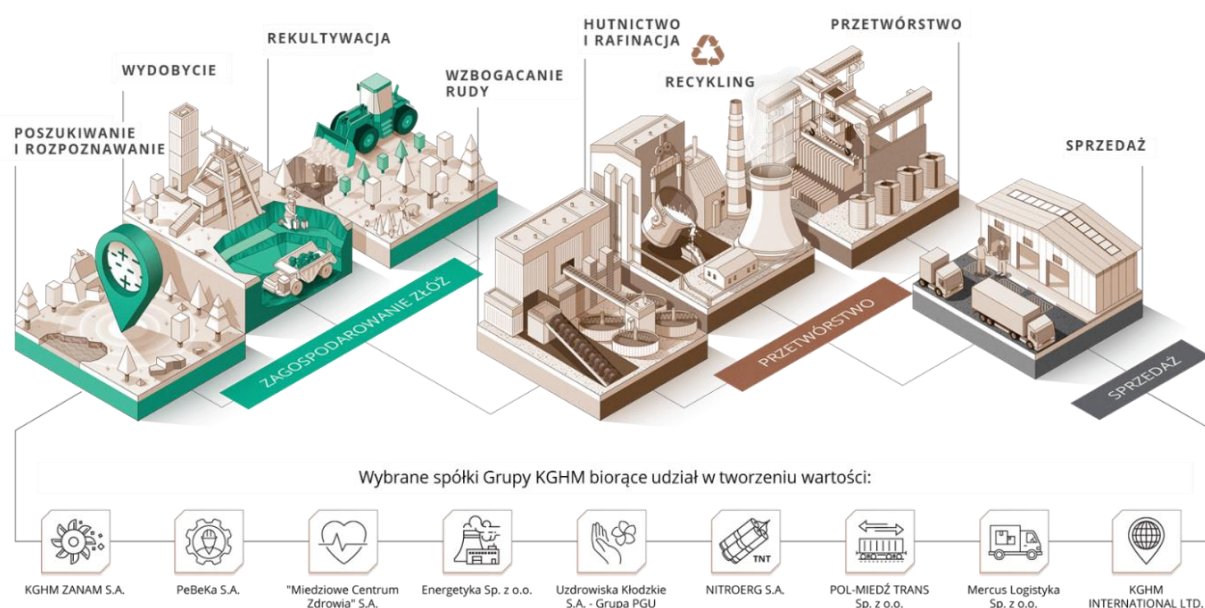 POSZUKIWANIE
I ROZPOZNAWANIE
WYDOBYCIE
REKULTYWACJA
WZBOGACANIE
RUDY
HUTNICTWO
I RAFINACJA
RECYKLING
PRZETWÓRSTWO
SPRZEDAŻ
ZAGOSPODAROWANIE ZŁÓŻ
PRZETWÓRSTWO
SPRZEDAŻ
Wybrane spółki Grupy KGHM biorące udział w tworzeniu wartości:
TNT
KGHM ZANAM S.A.
PeBeKa S.A.
"Miedziowe Centrum
Zdrowia" S.A.
Energetyka Sp. z o.o.
Uzdrowiska Kłodzkie
S.A. - Grupa PGU
NITROERG S.A.
POL-MIEDŹ TRANS
Sp. z o.o.
Mercus Logistyka
Sp. z o.o.
KGHM
INTERNATIONAL LTD.